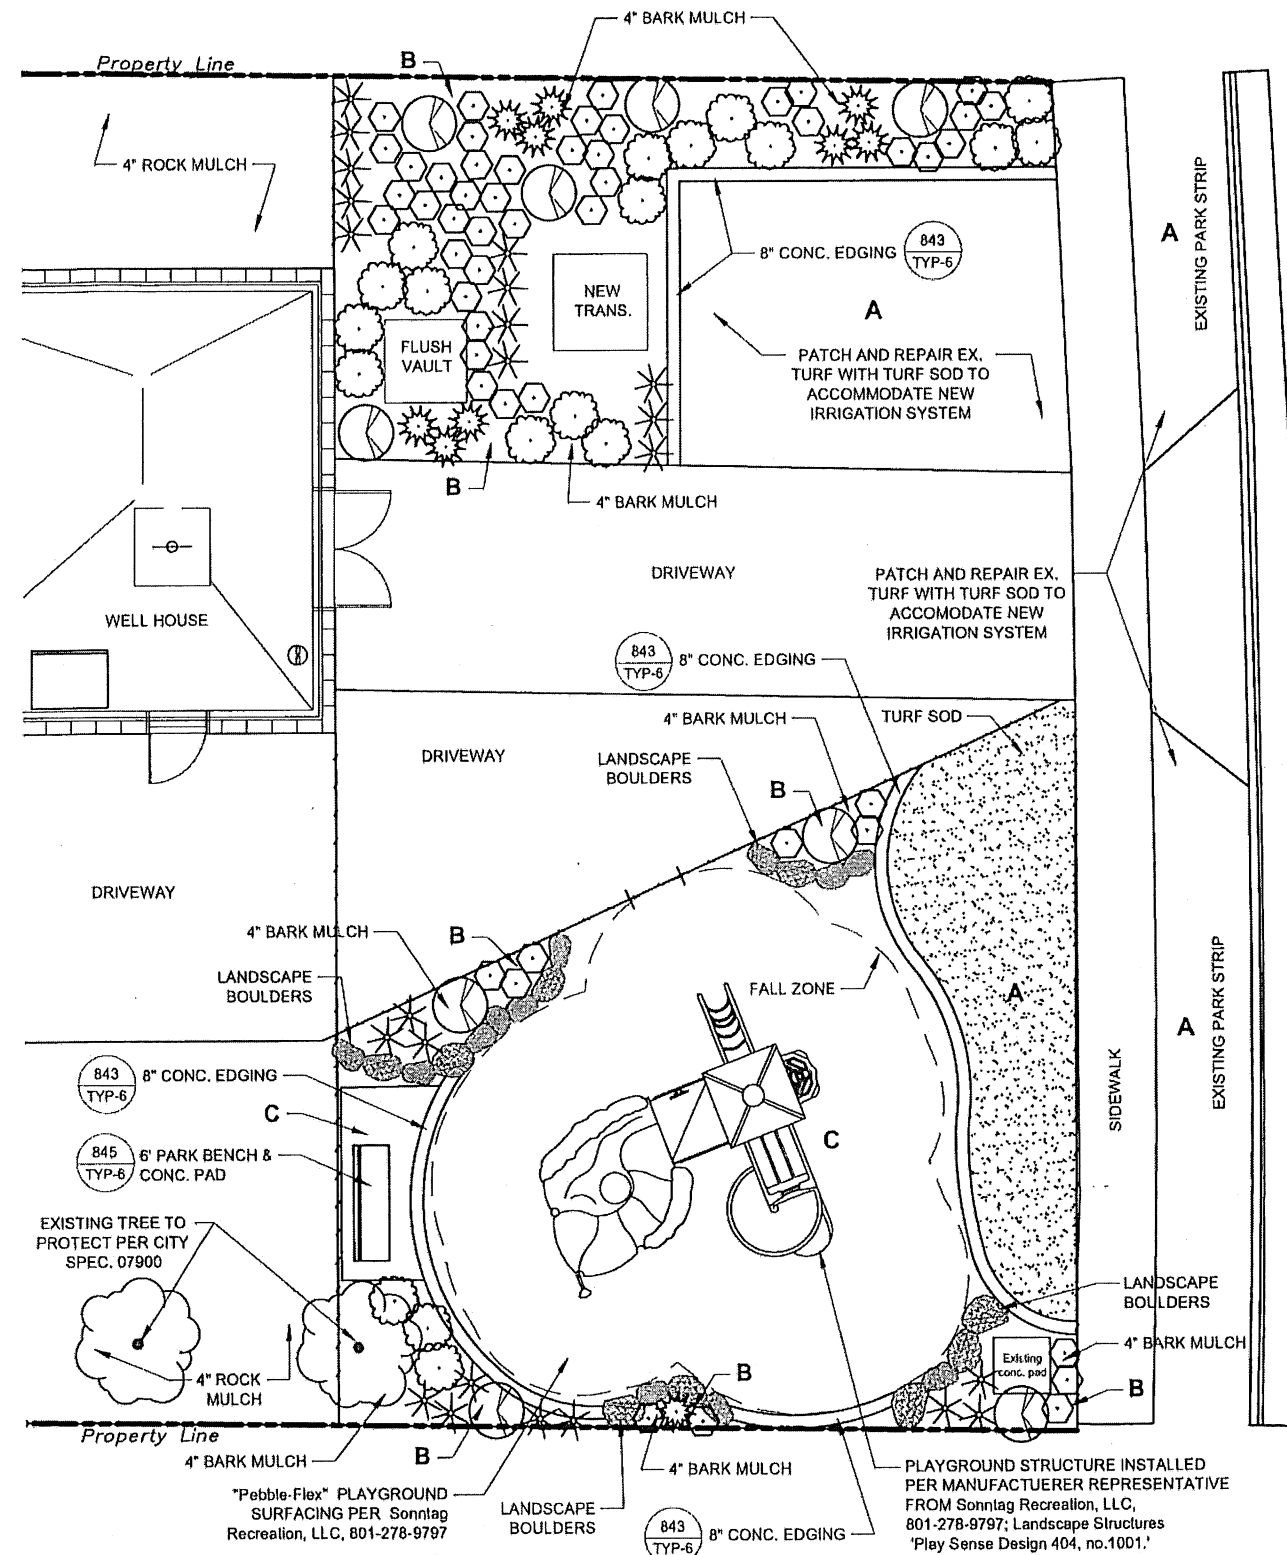 4" BARK MULCH
Property Line
B
4" ROCK MULCH
EXISTING PARK STRIP
A
8" CONC. EDGING
843
TYP-6
NEW
TRANS.
A
FLUSH
VAULT
PATCH AND REPAIR EX.
TURF WITH TURF SOD TO
ACCOMMODATE NEW
IRRIGATION SYSTEM
B
4" BARK MULCH
DRIVEWAY
PATCH AND REPAIR EX.
TURF WITH TURF SOD TO
ACCOMODATE NEW
IRRIGATION SYSTEM
WELL HOUSE
843
TYP-6
8" CONC. EDGING
4" BARK MULCH
TURF SOD
DRIVEWAY
LANDSCAPE
BOULDERS
B
DRIVEWAY
4" BARK MULCH
B
LANDSCAPE
BOULDERS
FALL ZONE
A
A
EXISTING PARK STRIP
SIDEWALK
843
TYP-6
8" CONC. EDGING
C
C
845
TYP-6
6' PARK BENCH &
CONC. PAD
EXISTING TREE TO
PROTECT PER CITY
SPEC. 07900
LANDSCAPE
BOULDERS
4" BARK MULCH
Existing
conc. pad
4" ROCK
MULCH
B
B
B
Property Line
4" BARK MULCH
B
4" BARK MULCH
"Pebble-Flex" PLAYGROUND
SURFACING PER Sonntag
Recreation, LLC, 801-278-9797
LANDSCAPE
BOULDERS
843
TYP-6
8" CONC. EDGING
PLAYGROUND STRUCTURE INSTALLED
PER MANUFACTUERER REPRESENTATIVE
FROM Sonntag Recreation, LLC,
801-278-9797; Landscape Structures
'Play Sense Design 404, no.1001.'